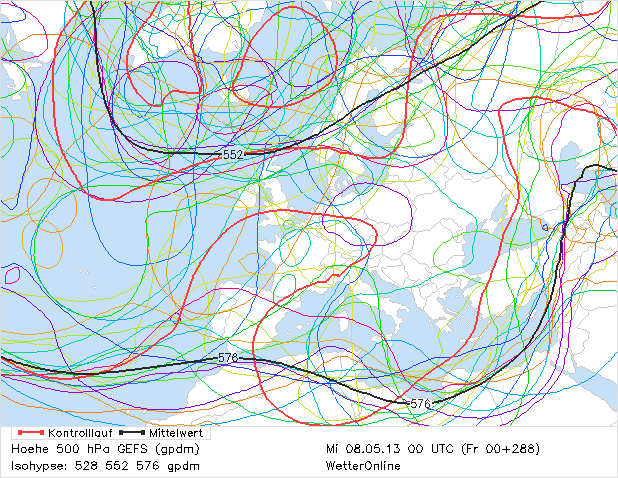 552
576
576
Kontrolllauf Mittelwert
Hoehe 500 hPa GEFS (gpdm) Mi 08.05.13 00 UTC (Fr 00+288)
Isohypse: 528 552 576 gpdm WetterOnline